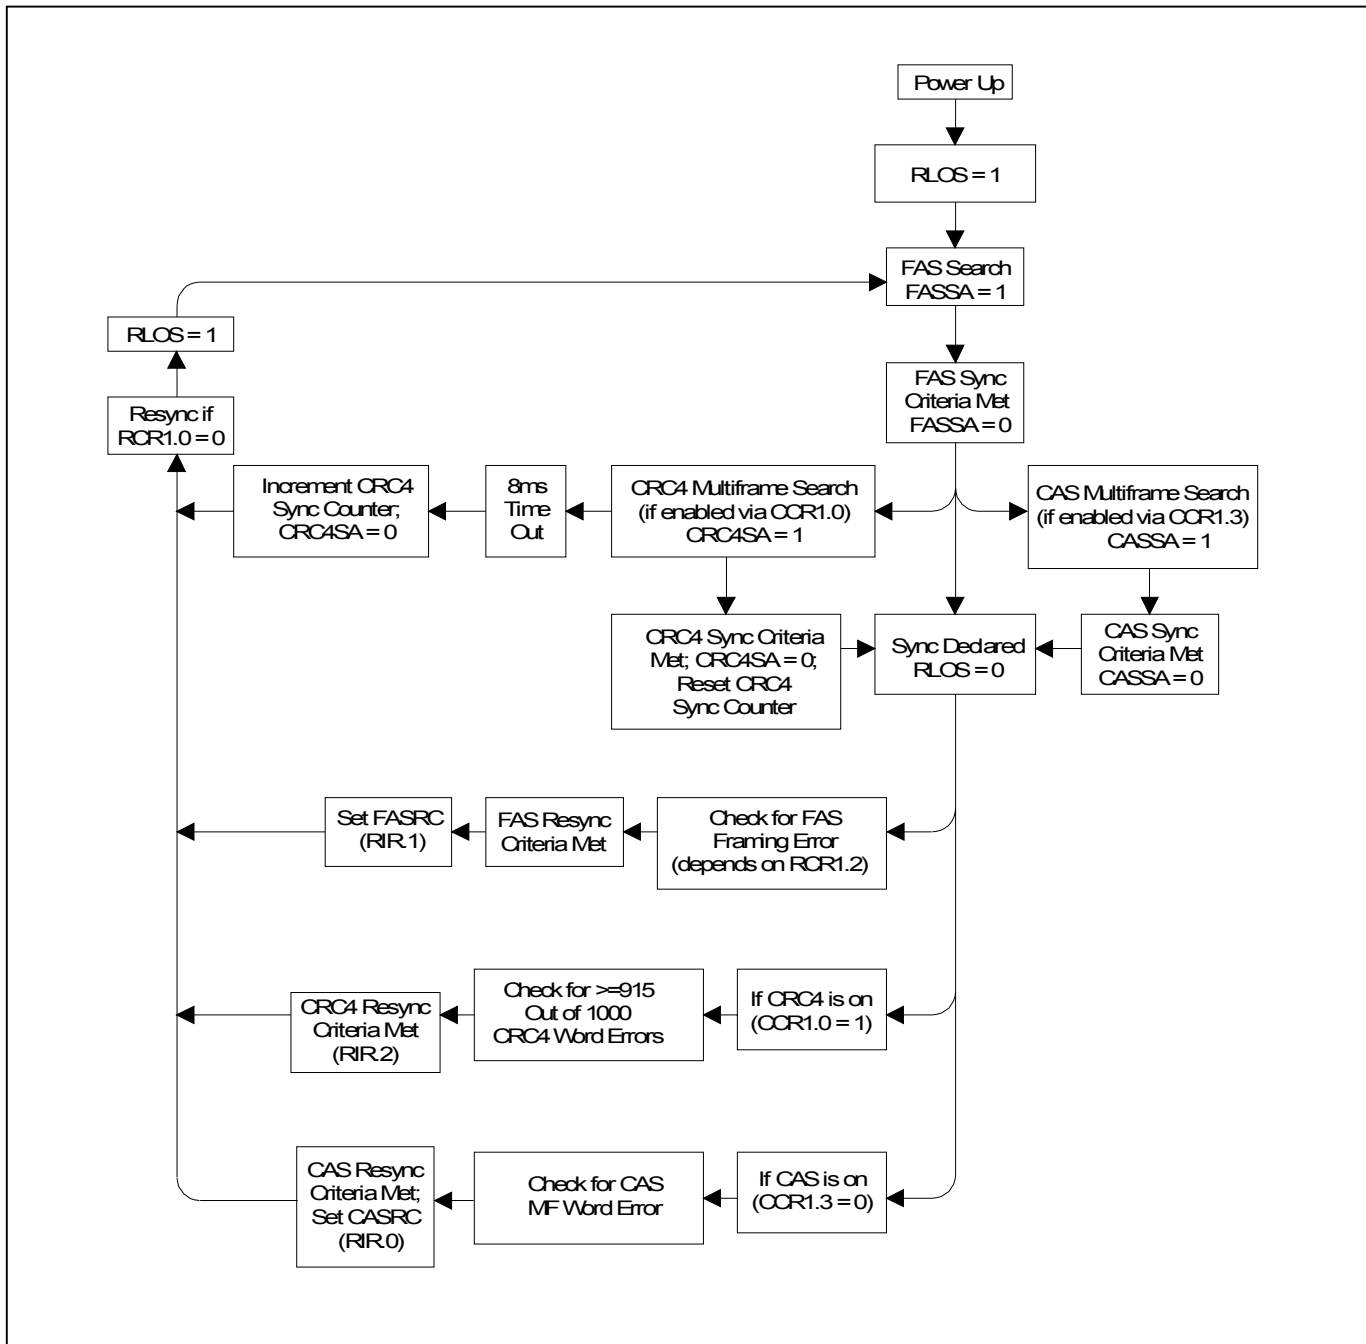 Power Up
RLOS = 1
FAS Search
FASSA = 1
RLOS = 1
FAS Sync
Criteria Met
FASSA = 0
Resync if
RCR1.0 = 0
Increment CRC4
Sync Counter;
CRC4SA = 0
8ms
Time
Out
CRC4 Multiframe Search
(if enabled via CCR1.0)
CRC4SA = 1
CAS Multiframe Search
(if enabled via CCR1.3)
CASSA = 1
CRC4 Sync Criteria
Met; CRC4SA = 0;
Reset CRC4
Sync Counter
Sync Declared
RLOS = 0
CAS Sync
Criteria Met
CASSA = 0
Set FASRC
(RIR.1)
FAS Resync
Criteria Met
Check for FAS
Framing Error
(depends on RCR1.2)
CRC4 Resync
Criteria Met
(RIR.2)
Check for >=915
Out of 1000
CRC4 Word Errors
If CRC4 is on
(CCR1.0 = 1)
CAS Resync
Criteria Met;
Set CASRC
(RIR.0)
Check for CAS
MF Word Error
If CAS is on
(CCR1.3 = 0)